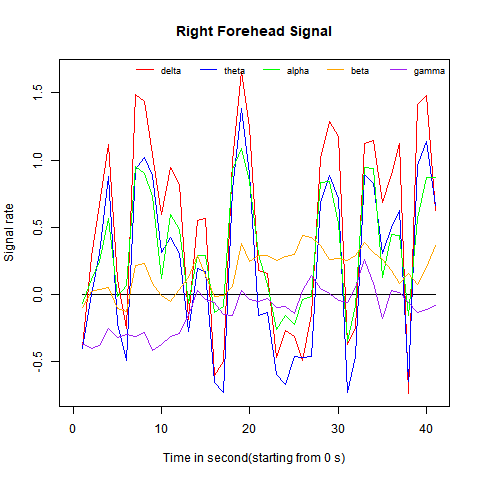 Right Forehead Signal
delta theta alpha beta gamma
Signal rate
1.5
1.0
0.5
0.0
-0.5
0 10 20 30 40
Time in second(starting from 0 s)